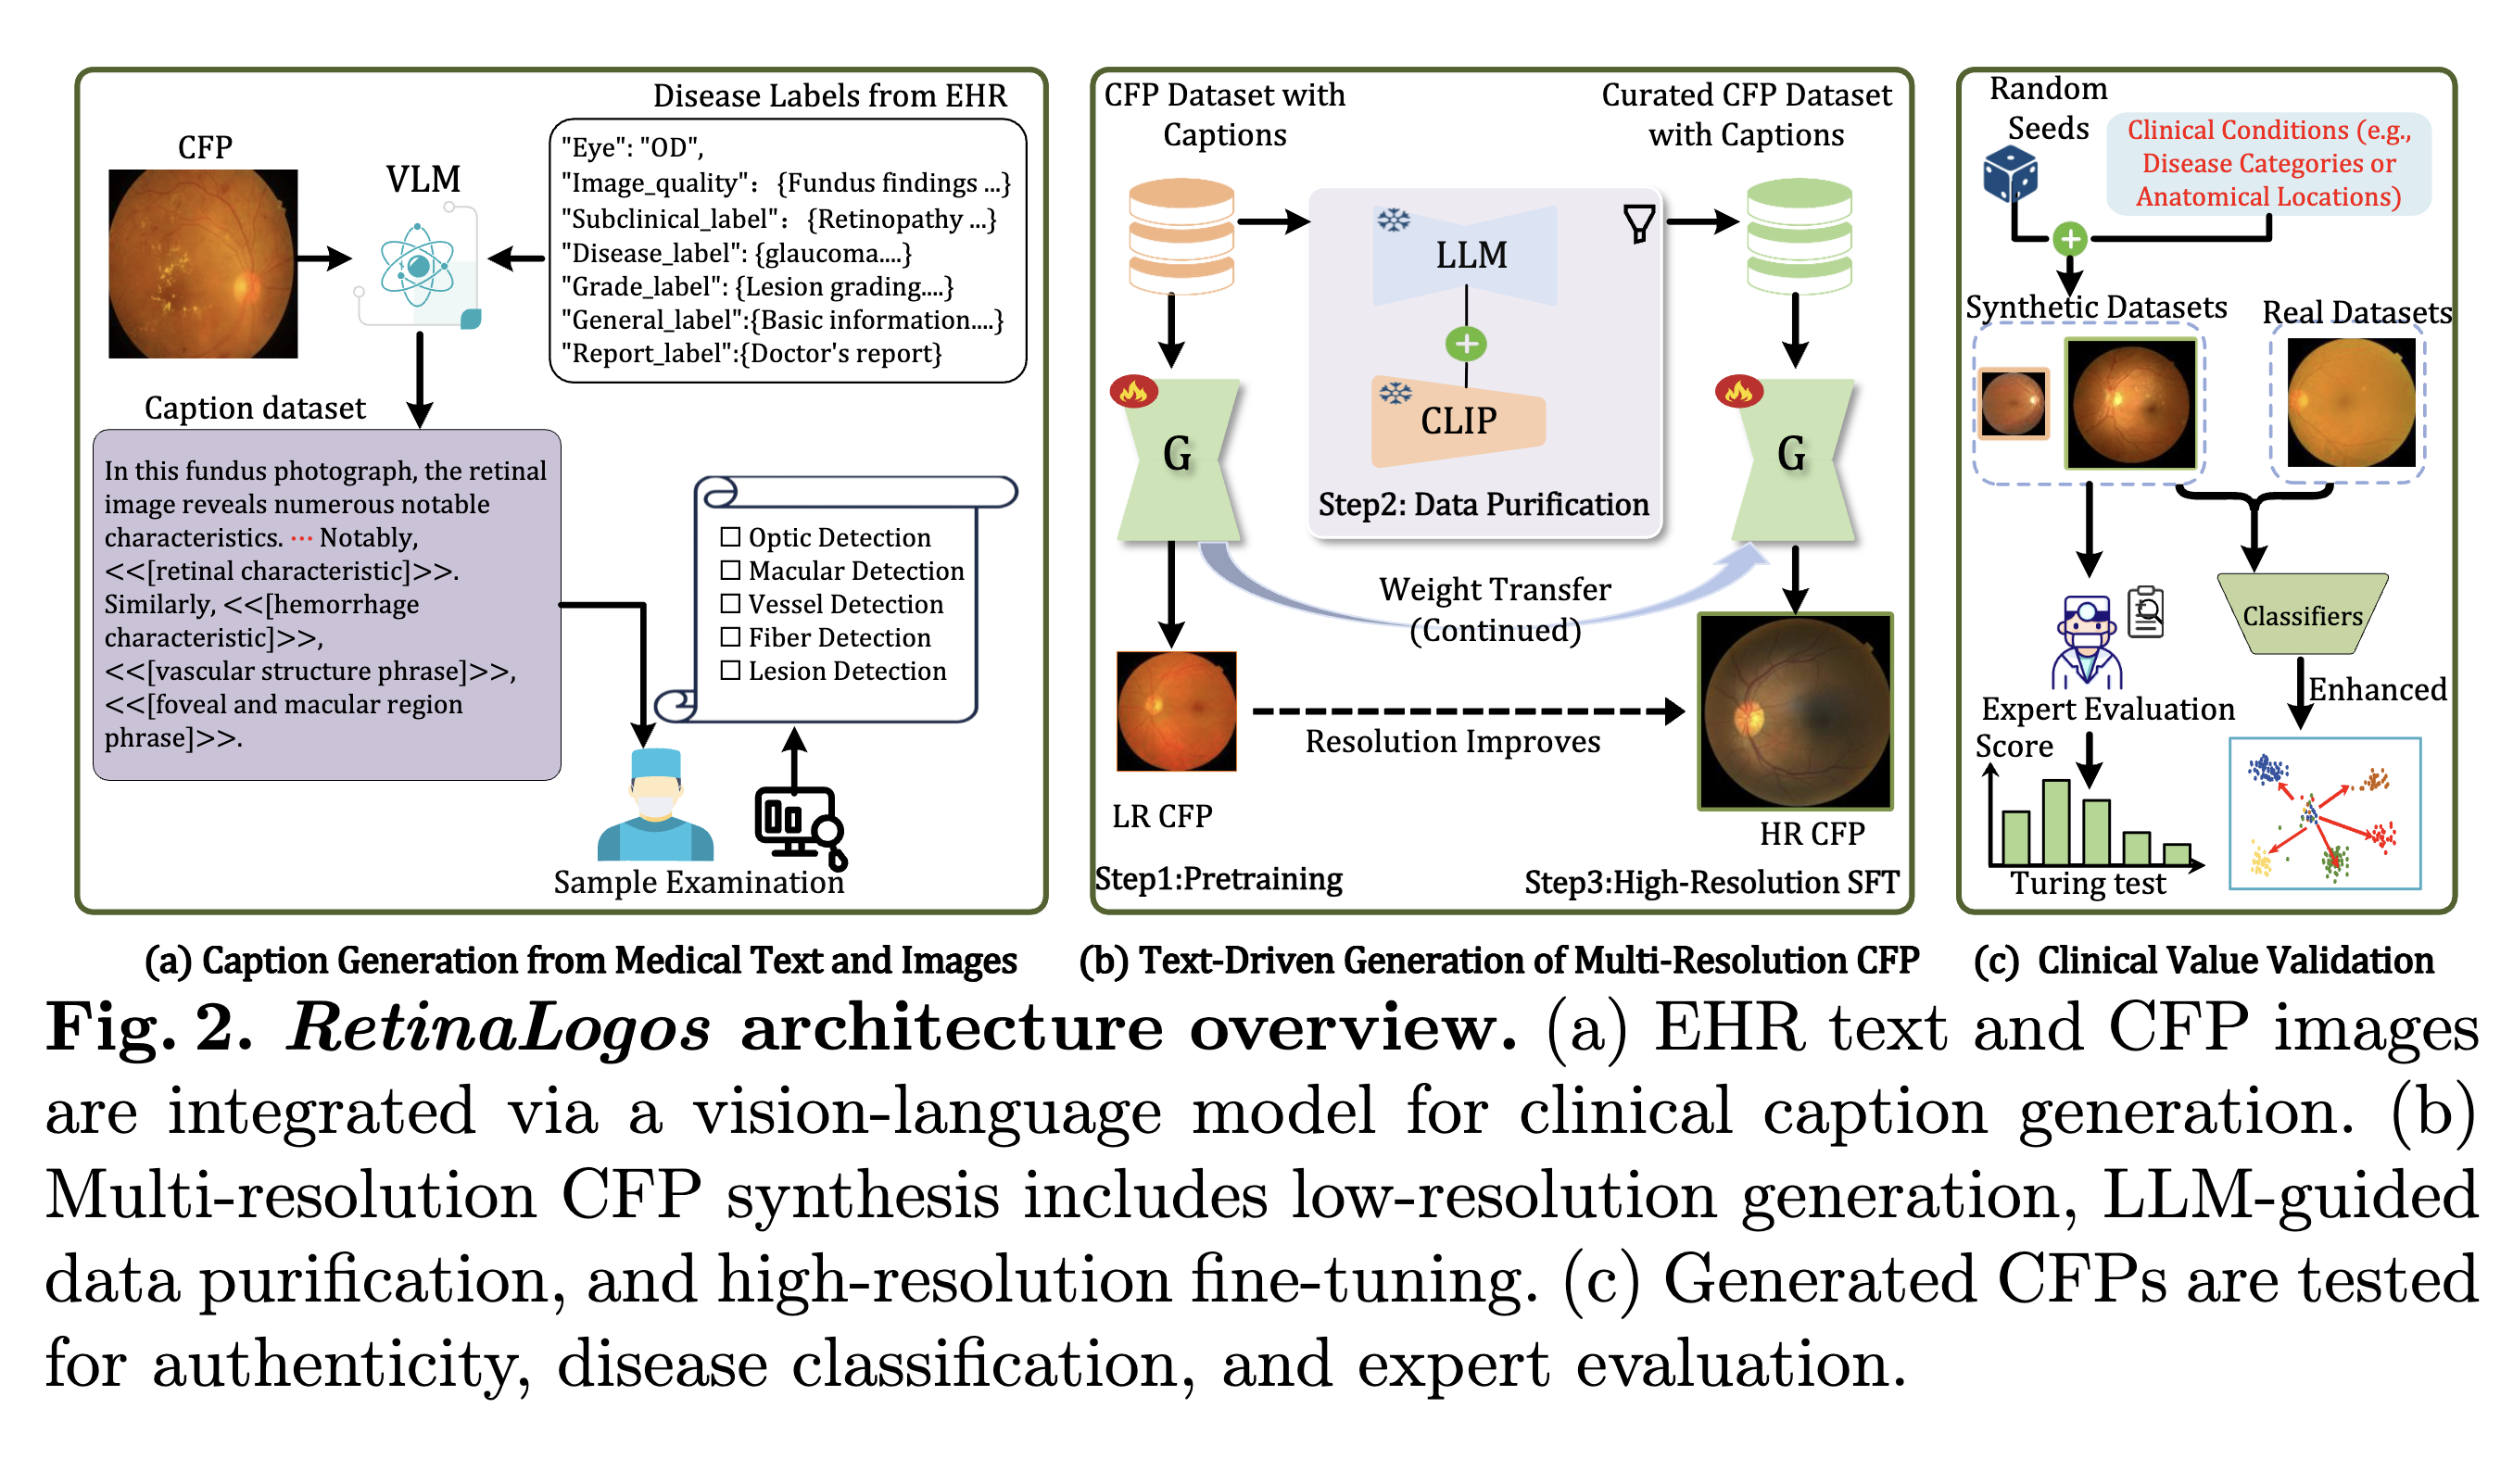 Disease Labels from EHR
CFP
VLM
"Eye": "OD",
"Image_quality": {Fundus findings ...}
"Subclinical_label": {Retinopathy ...}
"Disease_label": {glaucoma....}
"Grade_label": {Lesion grading....}
"General_label":{Basic information....}
"Report_label":{Doctor's report}
Caption dataset
In this fundus photograph, the retinal
image reveals numerous notable
characteristics. ··· Notably,
<<[retinal characteristic]>>.
Similarly, <<[hemorrhage
characteristic]>>,
<<[vascular structure phrase]>>,
<<[foveal and macular region
phrase]>>.
☐ Optic Detection
☐ Macular Detection
☐ Vessel Detection
☐ Fiber Detection
☐ Lesion Detection
Sample Examination
(a) Caption Generation from Medical Text and Images
CFP Dataset with
Captions
Curated CFP Dataset
with Captions
LLM
CLIP
Step2: Data Purification
G
G
Weight Transfer
(Continued)
Resolution Improves
LR CFP
HR CFP
Step1:Pretraining
Step3:High-Resolution SFT
(b) Text-Driven Generation of Multi-Resolution CFP
Random
Seeds
Clinical Conditions (e.g.,
Disease Categories or
Anatomical Locations)
Synthetic Datasets
Real Datasets
Classifiers
Enhanced
Expert Evaluation
Score
Turing test
(c) Clinical Value Validation
Fig. 2. RetinaLogos architecture overview. (a) EHR text and CFP images
are integrated via a vision-language model for clinical caption generation. (b)
Multi-resolution CFP synthesis includes low-resolution generation, LLM-guided
data purification, and high-resolution fine-tuning. (c) Generated CFPs are tested
for authenticity, disease classification, and expert evaluation.